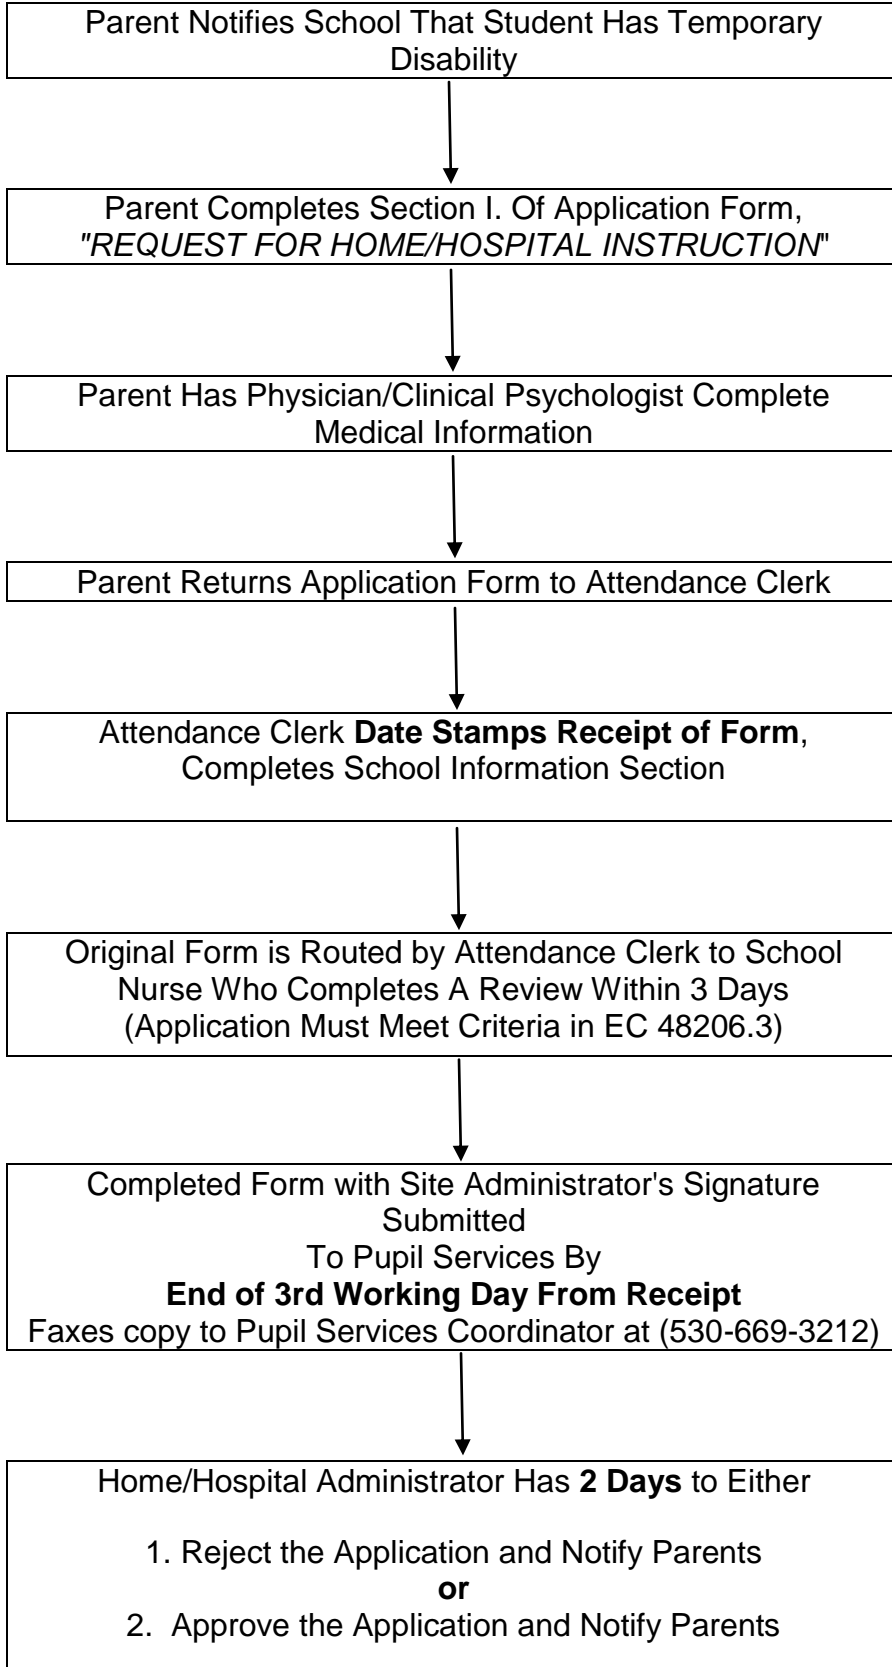 Parent Notifies School That Student Has Temporary
Disability
Parent Completes Section I. Of Application Form,
"REQUEST FOR HOME/HOSPITAL INSTRUCTION"
Parent Has Physician/Clinical Psychologist Complete
Medical Information
Parent Returns Application Form to Attendance Clerk
Attendance Clerk Date Stamps Receipt of Form,
Completes School Information Section
Original Form is Routed by Attendance Clerk to School
Nurse Who Completes A Review Within 3 Days
(Application Must Meet Criteria in EC 48206.3)
Completed Form with Site Administrator's Signature
Submitted
To Pupil Services By
End of 3rd Working Day From Receipt
Faxes copy to Pupil Services Coordinator at (530-669-3212)
Home/Hospital Administrator Has 2 Days to Either
1. Reject the Application and Notify Parents
or
2. Approve the Application and Notify Parents